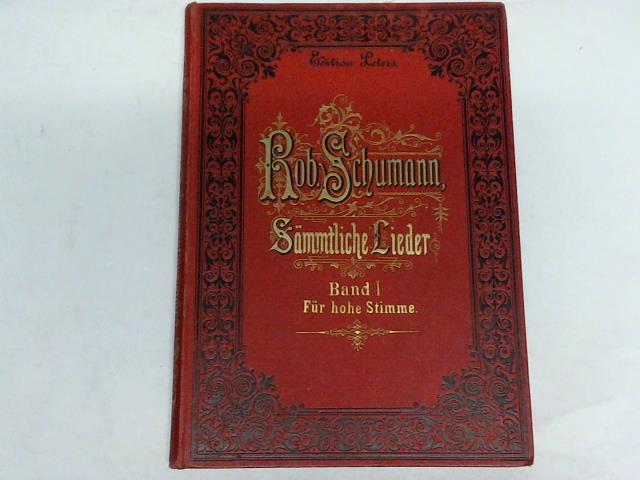 Edition Peters.
Rob. Schumann,
Sämmtliche Lieder
Band I
Für hohe Stimme.